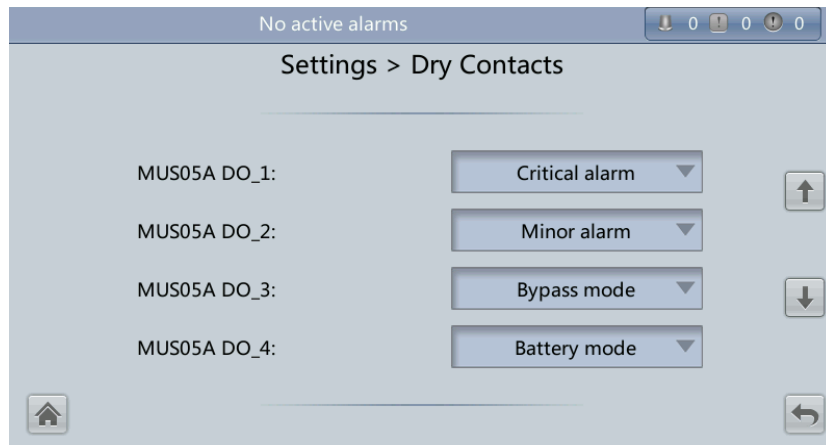 No active alarms 0 0 0
Settings > Dry Contacts
MUS05A DO_1: Critical alarm
MUS05A DO_2: Minor alarm
MUS05A DO_3: Bypass mode
MUS05A DO_4: Battery mode